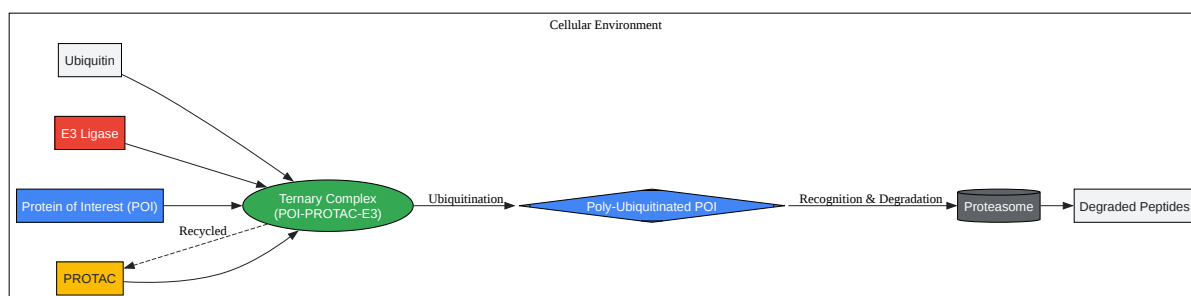 Cellular Environment
Ubiquitin
E3 Ligase
Protein of Interest (POI)
PROTAC
Recycled
Ternary Complex
(POI-PROTAC-E3)
Ubiquitination
Poly-Ubiquitinated POI
Recognition & Degradation
Proteasome
Degraded Peptides